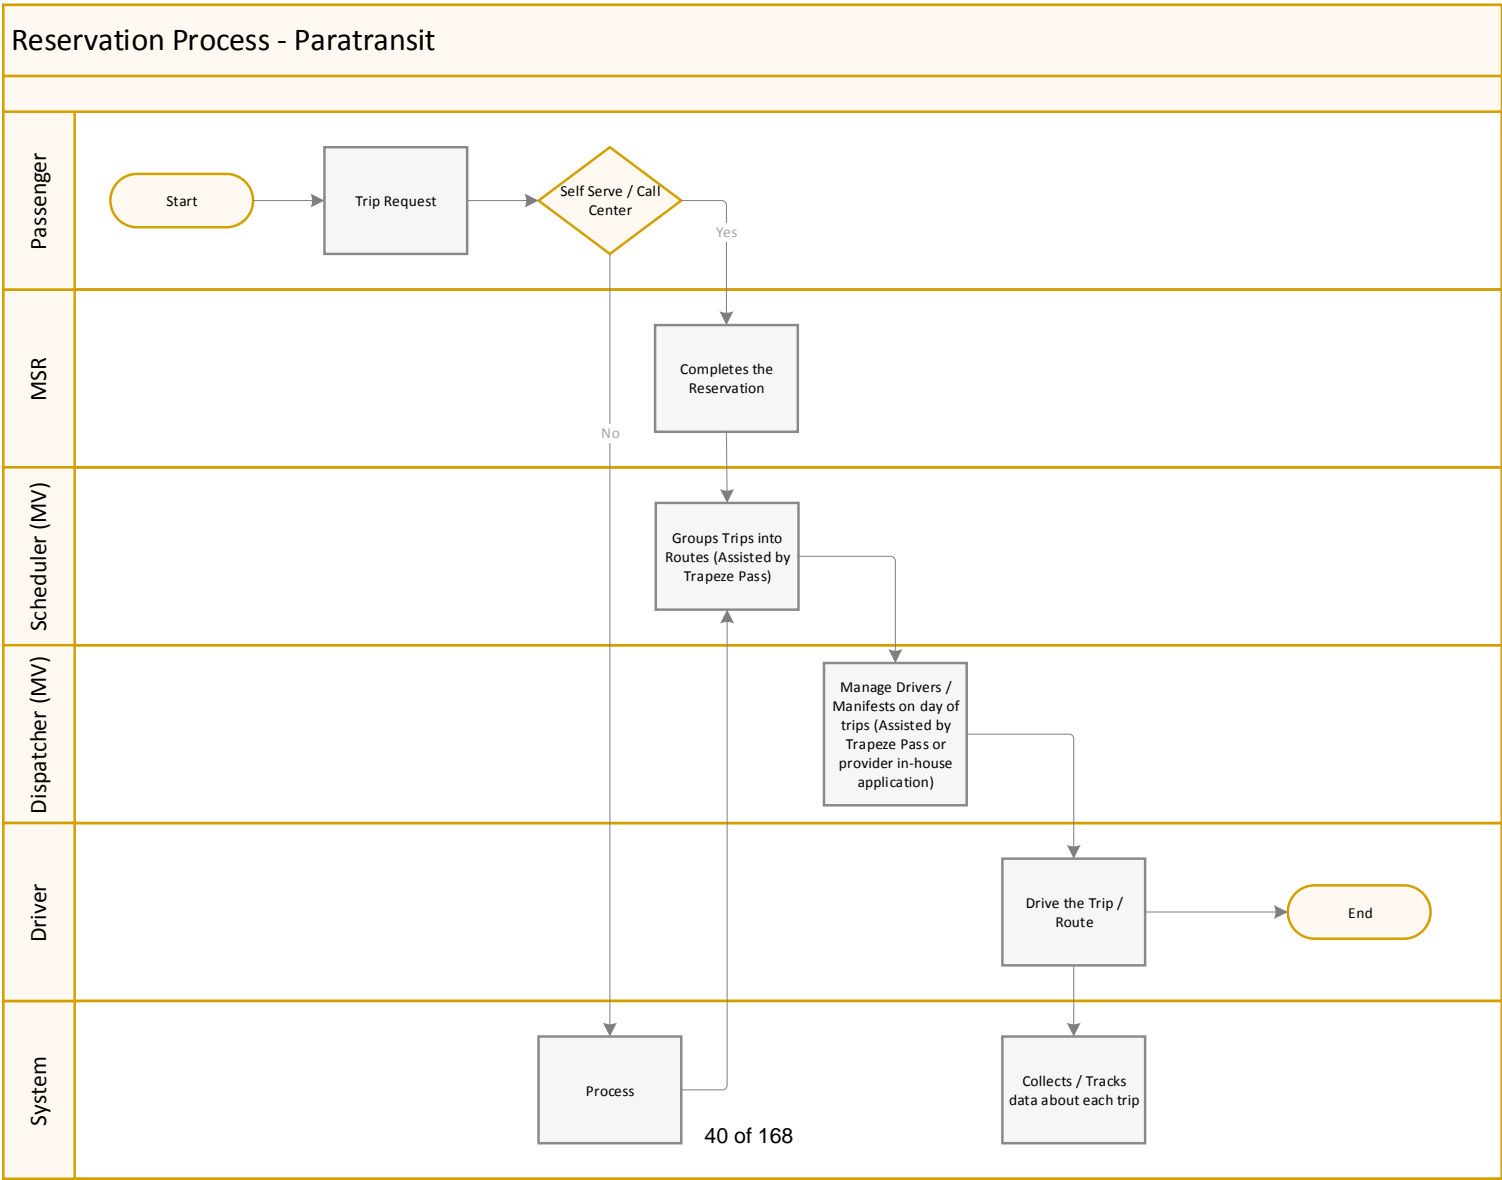 Reservation Process - Paratransit
Passenger
Start
Trip Request
Self Serve / Call
Center
Yes
MSR
Completes the
Reservation
No
Scheduler (MV)
Groups Trips into
Routes (Assisted by
Trapeze Pass)
Dispatcher (MV)
Manage Drivers /
Manifests on day of
trips (Assisted by
Trapeze Pass or
provider in-house
application)
Driver
Drive the Trip /
Route
End
System
Process
Collects / Tracks
data about each trip
40 of 168